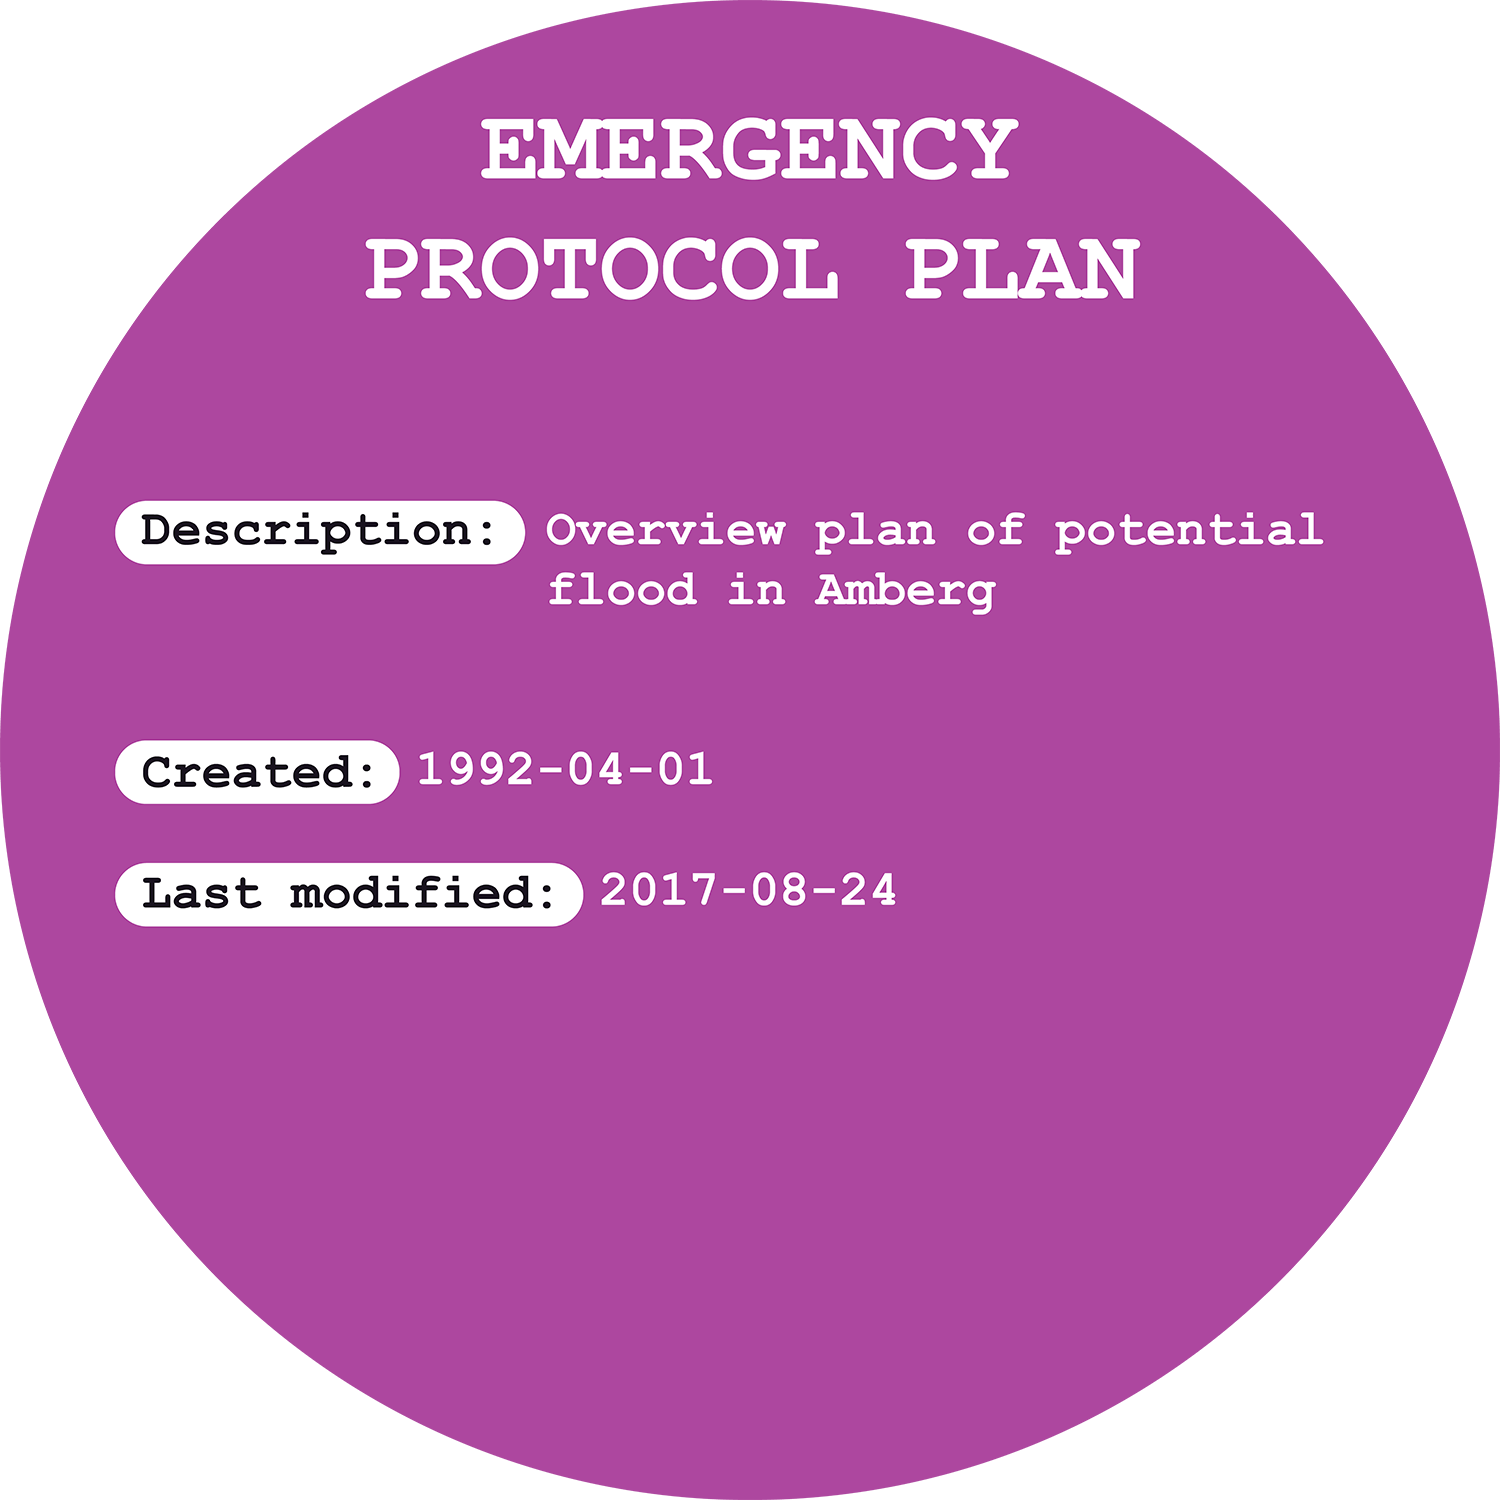 EMERGENCY
PROTOCOL PLAN
Description: Overview plan of potential
flood in Amberg
Created: 1992-04-01
Last modified: 2017-08-24